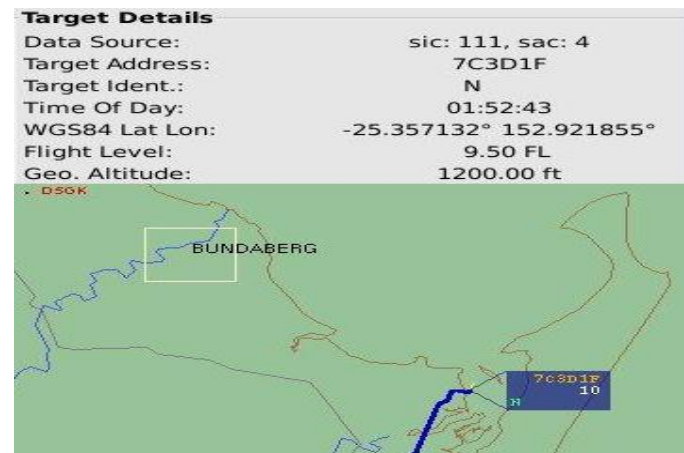 Target Details
Data Source: sic: 111, sac: 4
Target Address: 7C3D1F
Target Ident.: N
Time Of Day: 01:52:43
WGS84 Lat Lon: -25.357132° 152.921855°
Flight Level: 9.50 FL
Geo. Altitude: 1200.00 ft
DSGK
BUNDABERG
7C3D1F
10
N